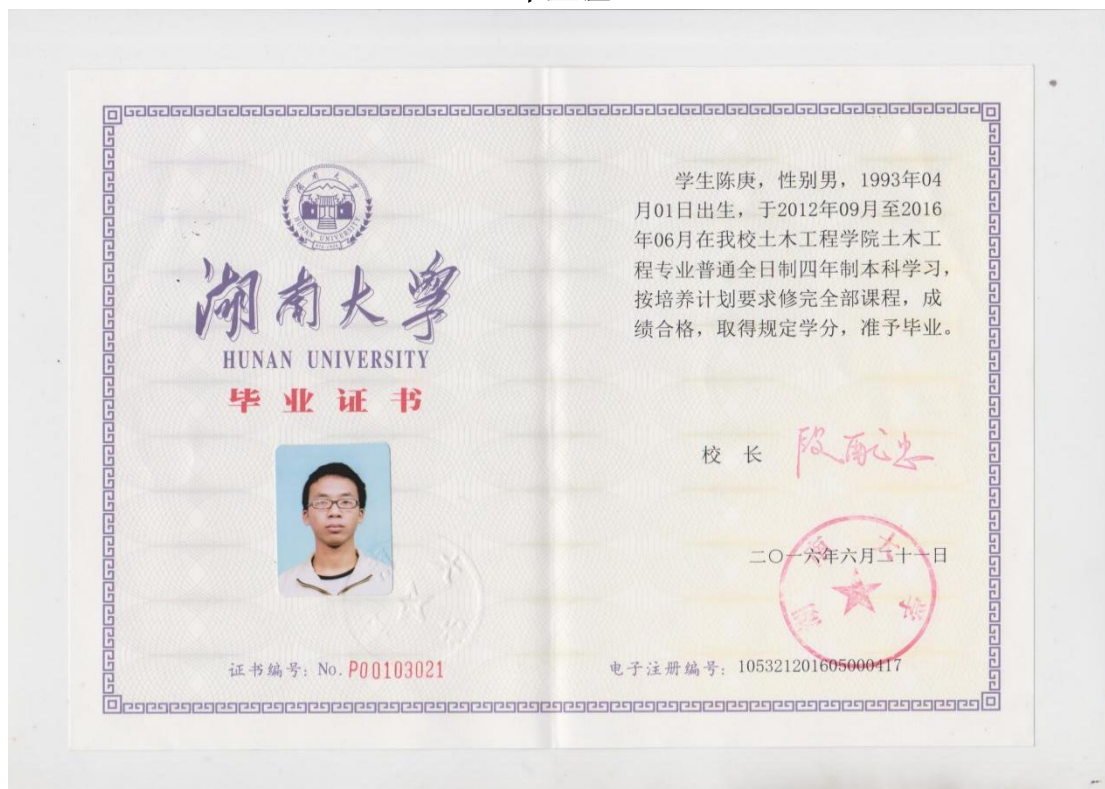 湖南大學
HUNAN UNIVERSITY
毕业证书
证书编号：No. P00103021
学生陈庚，性别男，1993年04
月01日出生，于2012年09月至2016
年06月在我校土木工程学院土木工
程专业普通全日制四年制本科学习，
按培养计划要求修完全部课程，成
绩合格，取得规定学分，准予毕业。
校 长
二〇一六年六月二十一日
湖南大学
电子注册编号：105321201605000417